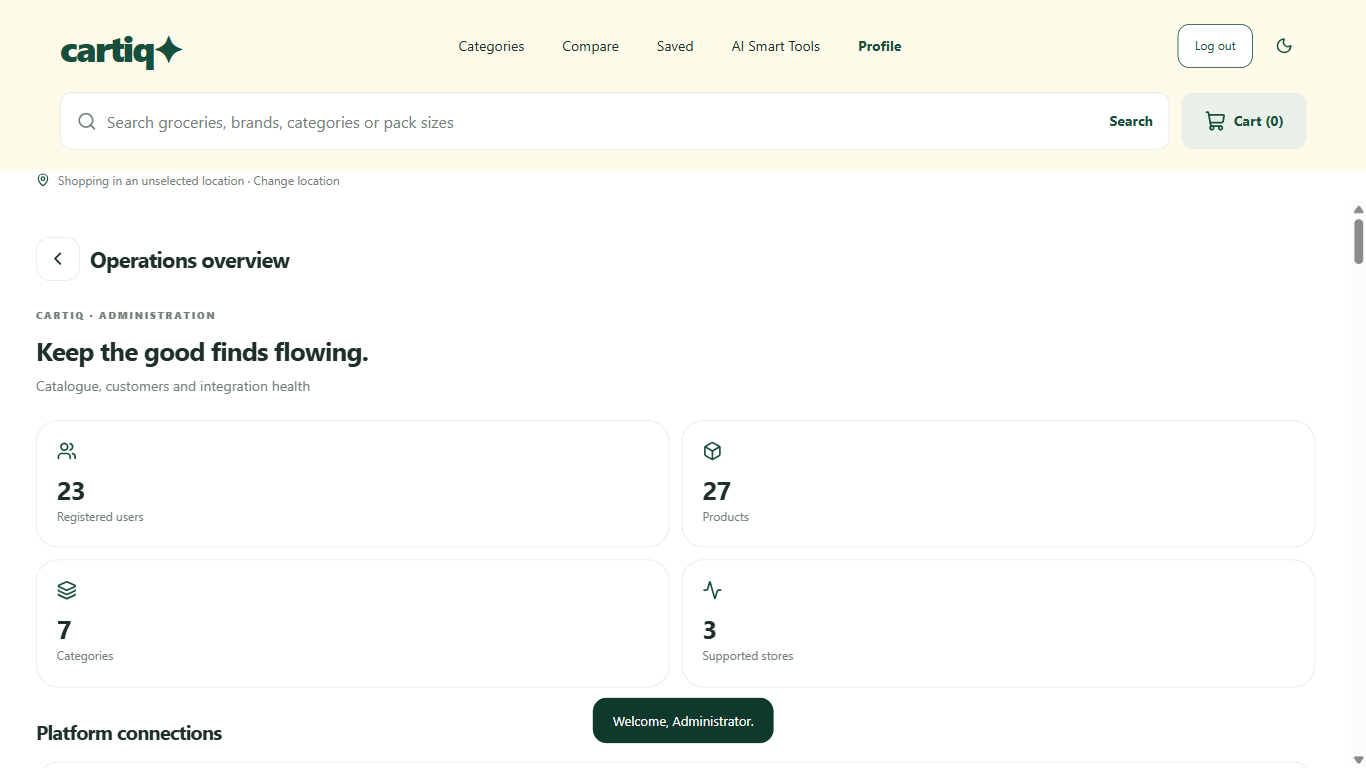 cartiq
Categories
Compare
Saved
AI Smart Tools
Profile
Log out
Search groceries, brands, categories or pack sizes
Search
Cart (0)
Shopping in an unselected location · Change location
Operations overview
CARTIQ · ADMINISTRATION
Keep the good finds flowing.
Catalogue, customers and integration health
23
Registered users
27
Products
7
Categories
3
Supported stores
Welcome, Administrator.
Platform connections